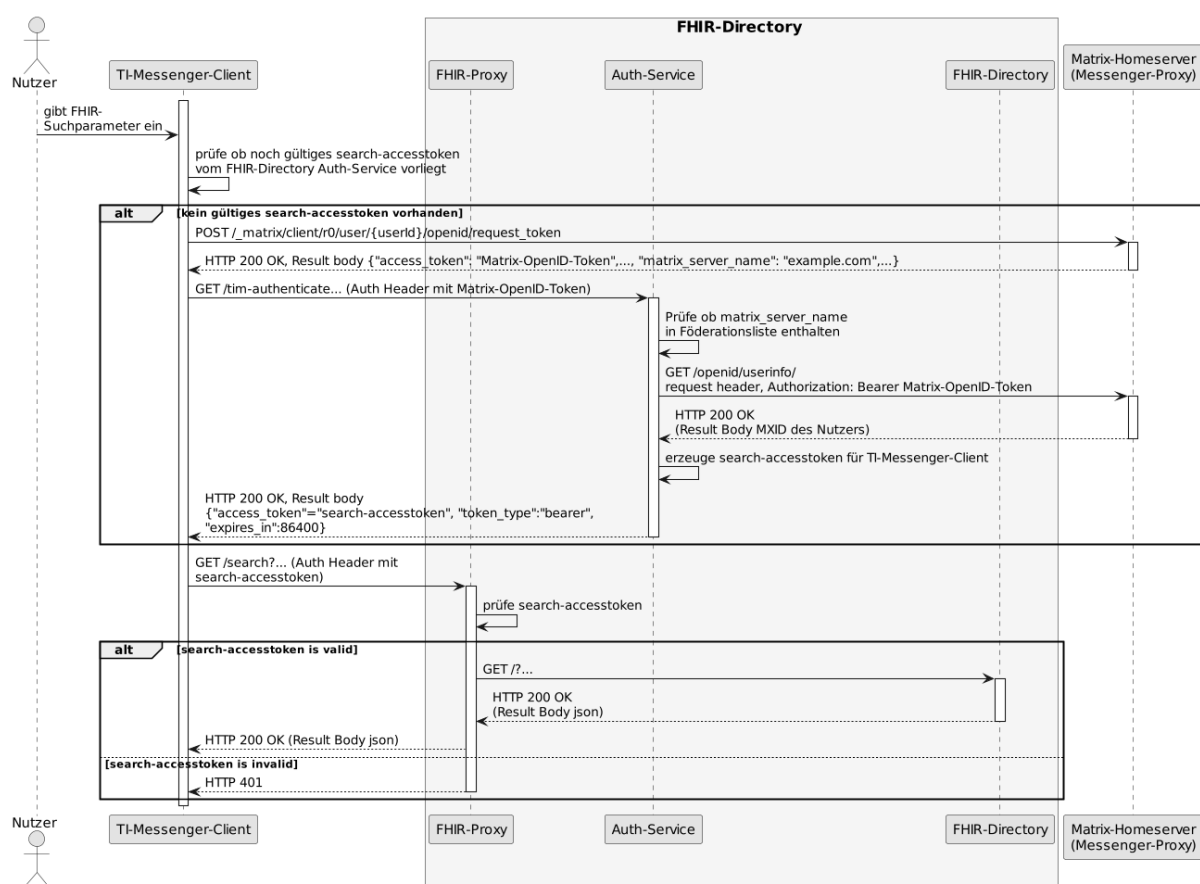 FHIR-Directory
Nutzer
TI-Messenger-Client
FHIR-Proxy
Auth-Service
FHIR-Directory
Matrix-Homeserver
(Messenger-Proxy)
gibt FHIR-
Suchparameter ein
prüfe ob noch gültiges search-accesstoken
vom FHIR-Directory Auth-Service vorliegt
alt
[kein gültiges search-accesstoken vorhanden]
POST /_matrix/client/r0/user/{userId}/openid/request_token
HTTP 200 OK, Result body {"access_token": "Matrix-OpenID-Token",..., "matrix_server_name": "example.com",...}
GET /tim-authenticate... (Auth Header mit Matrix-OpenID-Token)
Prüfe ob matrix_server_name
in Föderationsliste enthalten
GET /openid/userinfo/
request header, Authorization: Bearer Matrix-OpenID-Token
HTTP 200 OK
(Result Body MXID des Nutzers)
erzeuge search-accesstoken für TI-Messenger-Client
HTTP 200 OK, Result body
{"access_token"="search-accesstoken", "token_type":"bearer",
"expires_in":86400}
GET /search?... (Auth Header mit
search-accesstoken)
prüfe search-accesstoken
alt
[search-accesstoken is valid]
GET /?...
HTTP 200 OK
(Result Body json)
HTTP 200 OK (Result Body json)
[search-accesstoken is invalid]
HTTP 401
Nutzer
TI-Messenger-Client
FHIR-Proxy
Auth-Service
FHIR-Directory
Matrix-Homeserver
(Messenger-Proxy)